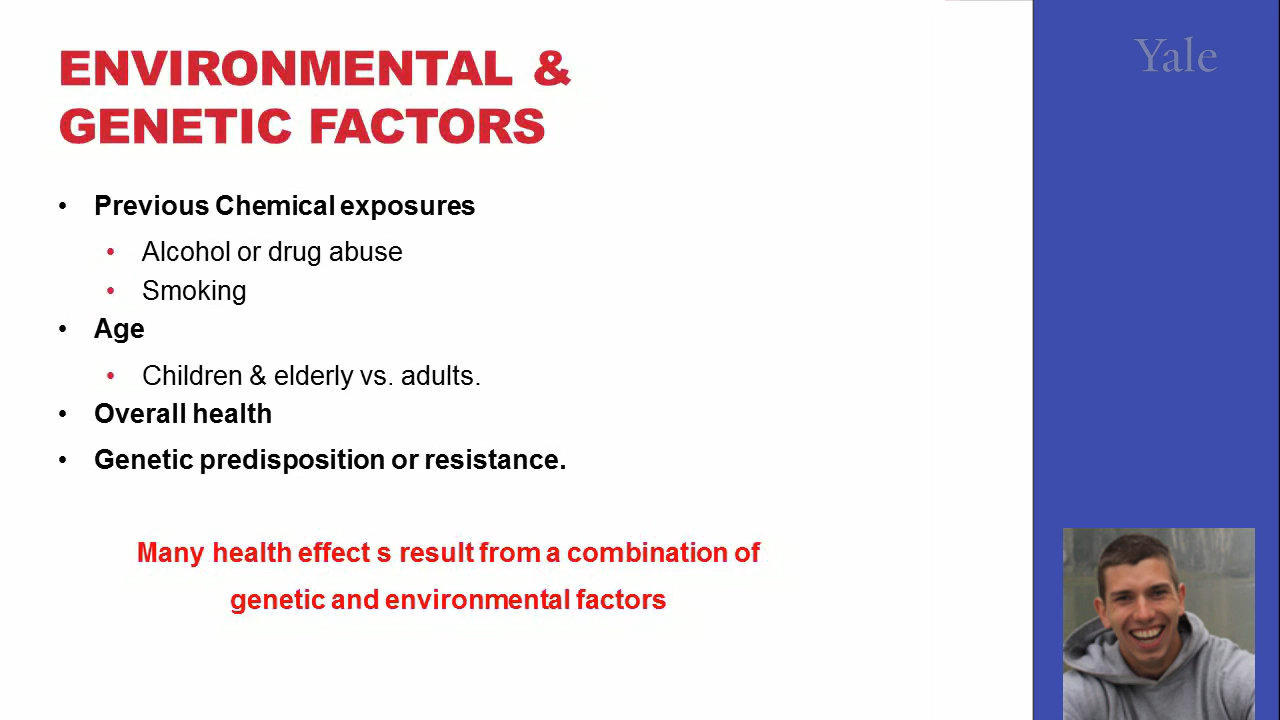 ENVIRONMENTAL &
GENETIC FACTORS
Yale
• Previous Chemical exposures
• Alcohol or drug abuse
• Smoking
• Age
• Children & elderly vs. adults.
• Overall health
• Genetic predisposition or resistance.
Many health effect s result from a combination of
genetic and environmental factors